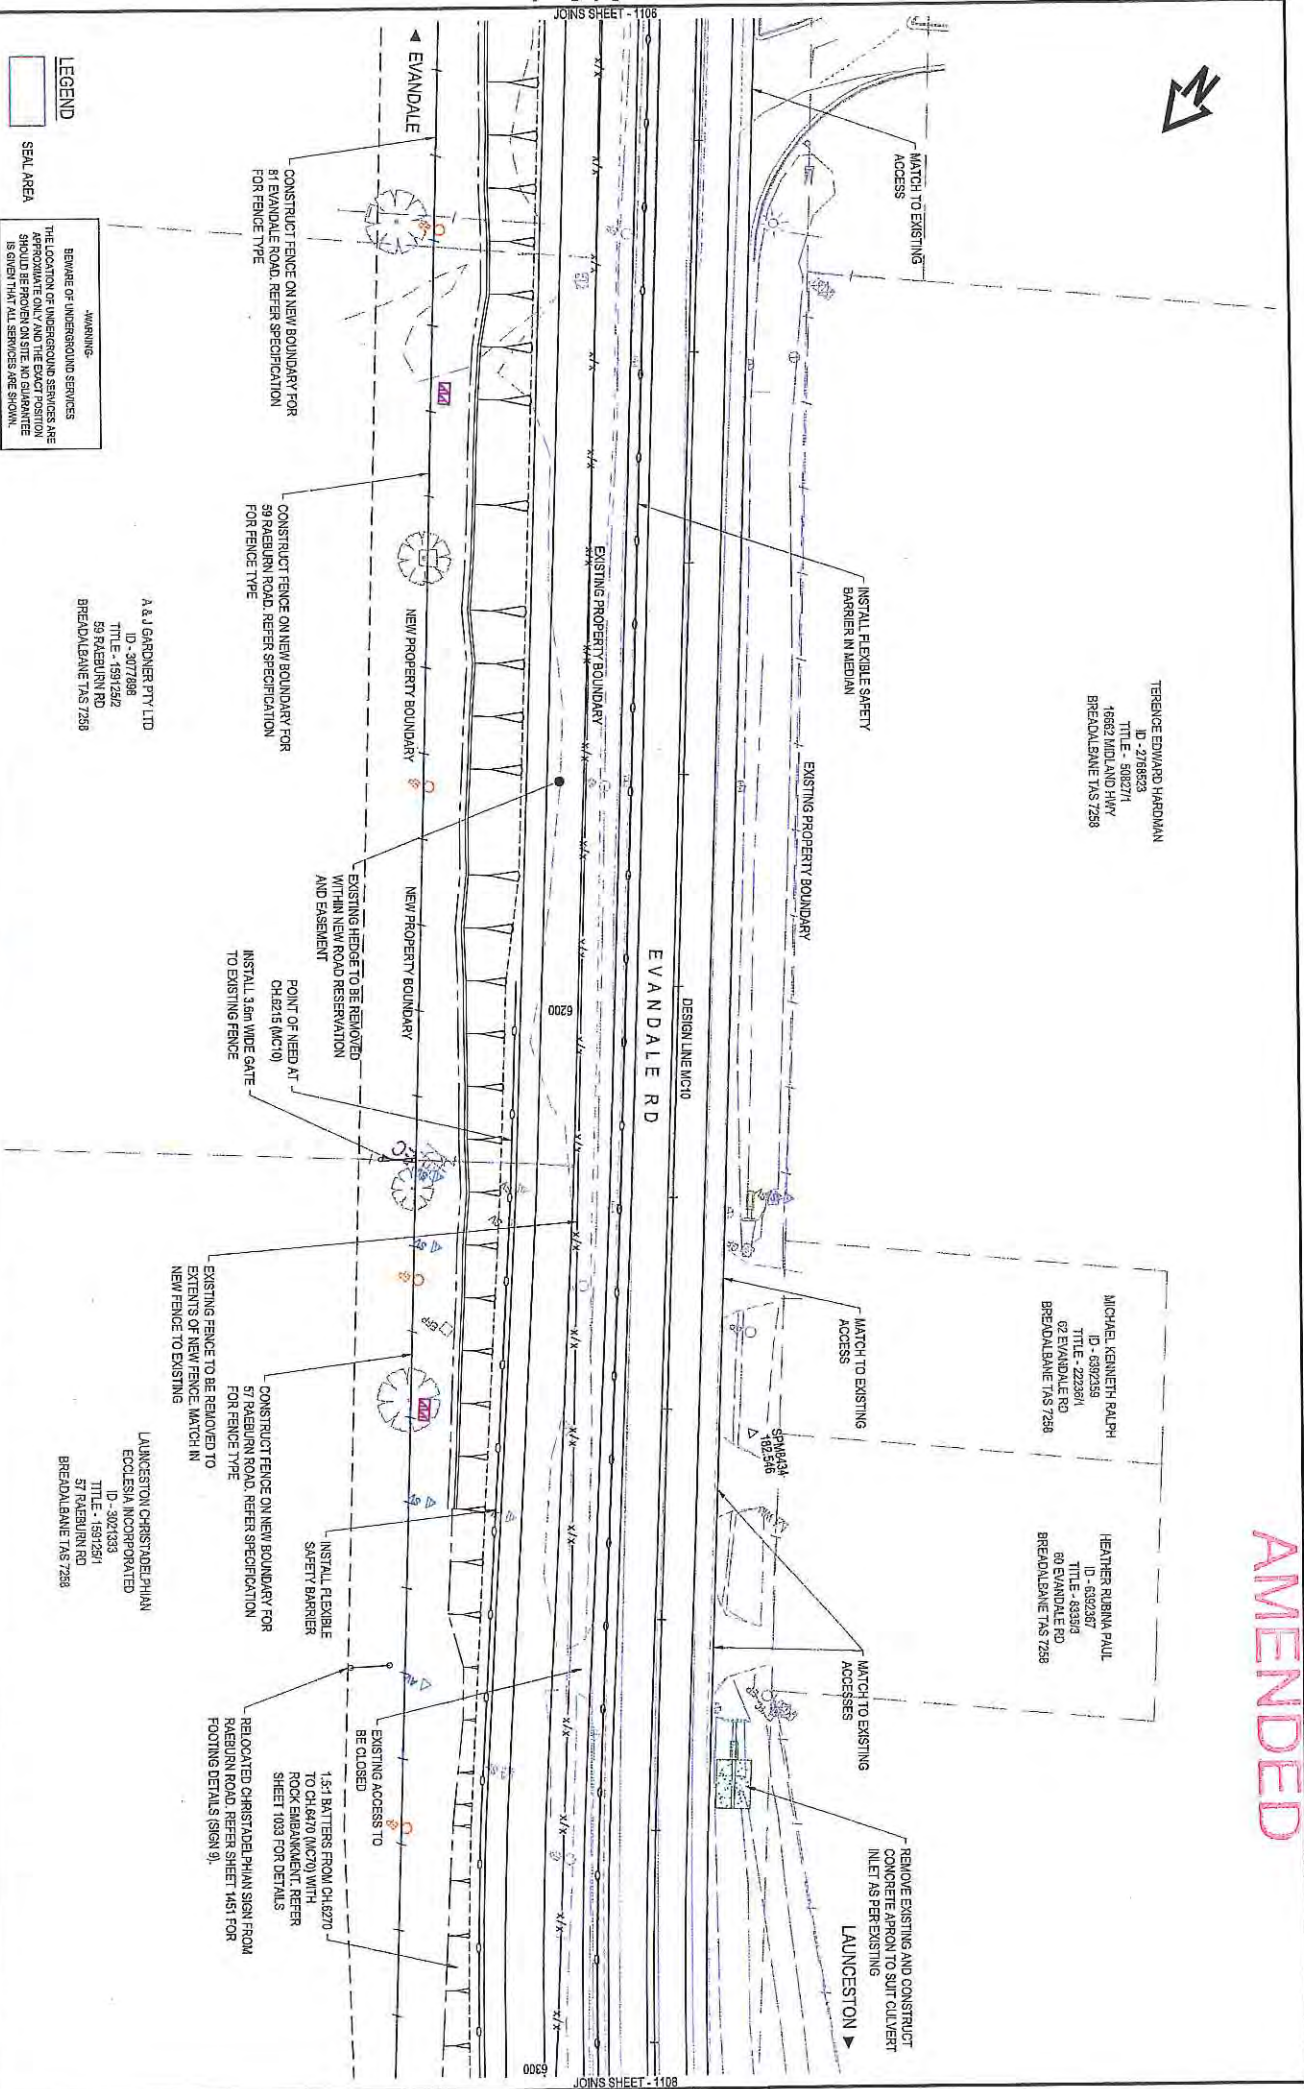 JOINS SHEET - 1106
N
MATCH TO EXISTING
ACCESS
◄ EVANDALE
CONSTRUCT FENCE ON NEW BOUNDARY FOR
81 EVANDALE ROAD. REFER SPECIFICATION
FOR FENCE TYPE
LEGEND
SEAL AREA
-WARNING-
BEWARE OF UNDERGROUND SERVICES
THE LOCATION OF UNDERGROUND SERVICES ARE
APPROXIMATE ONLY AND THE EXACT POSITION
SHOULD BE PROVEN ON SITE. NO GUARANTEE
IS GIVEN THAT ALL SERVICES ARE SHOWN.
TERENCE EDWARD HARDMAN
ID - 2768523
TITLE - 50827/1
16662 MIDLAND HWY
BREADALBANE TAS 7258
INSTALL FLEXIBLE SAFETY
BARRIER IN MEDIAN
EXISTING PROPERTY BOUNDARY
EXISTING PROPERTY BOUNDARY
NEW PROPERTY BOUNDARY
NEW PROPERTY BOUNDARY
CONSTRUCT FENCE ON NEW BOUNDARY FOR
59 RAEBURN ROAD. REFER SPECIFICATION
FOR FENCE TYPE
A & J GARDNER PTY LTD
ID - 3077898
TITLE - 159125/2
59 RAEBURN RD
BREADALBANE TAS 7258
DESIGN LINE MC10
EVANDALE RD
6200
EXISTING HEDGE TO BE REMOVED
WITHIN NEW ROAD RESERVATION
AND EASEMENT
POINT OF NEED AT
CH.6215 (MC10)
INSTALL 3.6m WIDE GATE
TO EXISTING FENCE
MICHAEL KENNETH RALPH
ID - 6392359
TITLE - 22236/1
62 EVANDALE RD
BREADALBANE TAS 7258
MATCH TO EXISTING
ACCESS
SPM8434
182.546
HEATHER RUBINA PAUL
ID - 6392367
TITLE - 8335/3
60 EVANDALE RD
BREADALBANE TAS 7258
MATCH TO EXISTING
ACCESSES
EXISTING FENCE TO BE REMOVED TO
EXTENTS OF NEW FENCE. MATCH IN
NEW FENCE TO EXISTING
CONSTRUCT FENCE ON NEW BOUNDARY FOR
57 RAEBURN ROAD. REFER SPECIFICATION
FOR FENCE TYPE
LAUNCESTON CHRISTADELPHIAN
ECCLESIA INCORPORATED
ID - 3021333
TITLE - 159125/1
57 RAEBURN RD
BREADALBANE TAS 7258
INSTALL FLEXIBLE
SAFETY BARRIER
EXISTING ACCESS TO
BE CLOSED
RELOCATED CHRISTADELPHIAN SIGN FROM
RAEBURN ROAD. REFER SHEET 1451 FOR
FOOTING DETAILS (SIGN 9).
1.5:1 BATTERS FROM CH.6270
TO CH.6470 (MC70) WITH
ROCK EMBANKMENT. REFER
SHEET 1033 FOR DETAILS
REMOVE EXISTING AND CONSTRUCT
CONCRETE APRON TO SUIT CULVERT
INLET AS PER EXISTING
LAUNCESTON ►
6300
JOINS SHEET - 1108
AMENDED